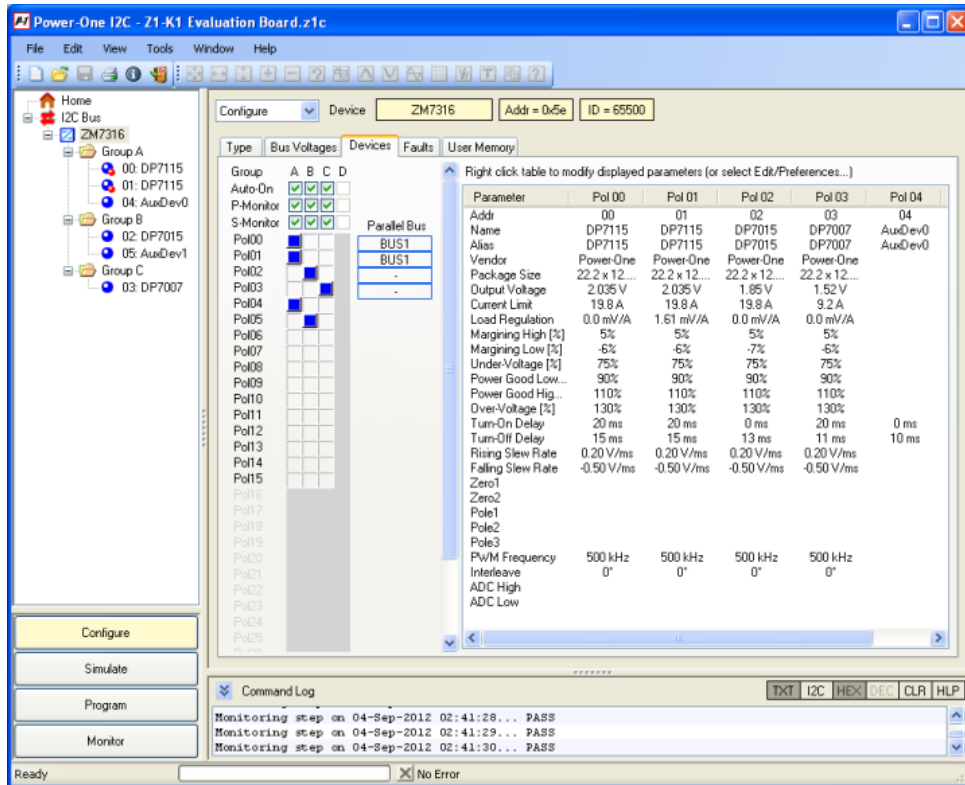 Power-One I2C - Z1-K1 Evaluation Board.z1c
File Edit View Tools Window Help
Home
I2C Bus
ZM7316
Group A
00: DP7115
01: DP7115
04: AuxDev0
Group B
02: DP7015
05: AuxDev1
Group C
03: DP7007
Configure
Simulate
Program
Monitor
Configure Device ZM7316 Addr = 0x5e ID = 65500
Type Bus Voltages Devices Faults User Memory
Group A B C D
Auto-On
P-Monitor
S-Monitor Parallel Bus
Pol00 BUS1
Pol01 BUS1
Pol02 -
Pol03 -
Pol04
Pol05
Pol06
Pol07
Pol08
Pol09
Pol10
Pol11
Pol12
Pol13
Pol14
Pol15
Pol16
Pol17
Pol18
Pol19
Pol20
Pol21
Pol22
Pol23
Pol24
Pol25
Right click table to modify displayed parameters (or select Edit/Preferences...)
Parameter Pol 00 Pol 01 Pol 02 Pol 03 Pol 04
Addr 00 01 02 03 04
Name DP7115 DP7115 DP7015 DP7007 AuxDev0
Alias DP7115 DP7115 DP7015 DP7007 AuxDev0
Vendor Power-One Power-One Power-One Power-One
Package Size 22.2 x 12.... 22.2 x 12.... 22.2 x 12.... 22.2 x 12....
Output Voltage 2.035 V 2.035 V 1.85 V 1.52 V
Current Limit 19.8 A 19.8 A 19.8 A 9.2 A
Load Regulation 0.0 mV/A 1.61 mV/A 0.0 mV/A 0.0 mV/A
Margining High [%] 5% 5% 5% 5%
Margining Low [%] -6% -6% -7% -6%
Under-Voltage [%] 75% 75% 75% 75%
Power Good Low... 90% 90% 90% 90%
Power Good Hig... 110% 110% 110% 110%
Over-Voltage [%] 130% 130% 130% 130%
Turn-On Delay 20 ms 20 ms 0 ms 20 ms 0 ms
Turn-Off Delay 15 ms 15 ms 13 ms 11 ms 10 ms
Rising Slew Rate 0.20 V/ms 0.20 V/ms 0.20 V/ms 0.20 V/ms
Falling Slew Rate -0.50 V/ms -0.50 V/ms -0.50 V/ms -0.50 V/ms
Zero1
Zero2
Pole1
Pole2
Pole3
PWM Frequency 500 kHz 500 kHz 500 kHz 500 kHz
Interleave 0° 0° 0° 0°
ADC High
ADC Low
Command Log TXT I2C HEX DEC CLR HLP
Monitoring step on 04-Sep-2012 02:41:28... PASS
Monitoring step on 04-Sep-2012 02:41:29... PASS
Monitoring step on 04-Sep-2012 02:41:30... PASS
Ready No Error